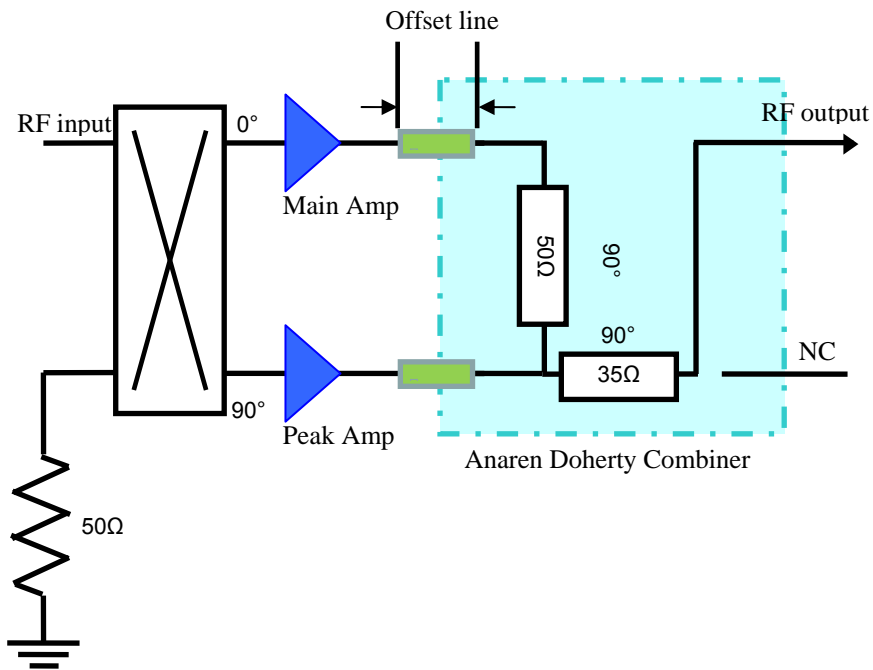 Offset line
RF input
0°
RF output
Main Amp
50Ω
90°
90°
35Ω
NC
90°
Peak Amp
Anaren Doherty Combiner
50Ω